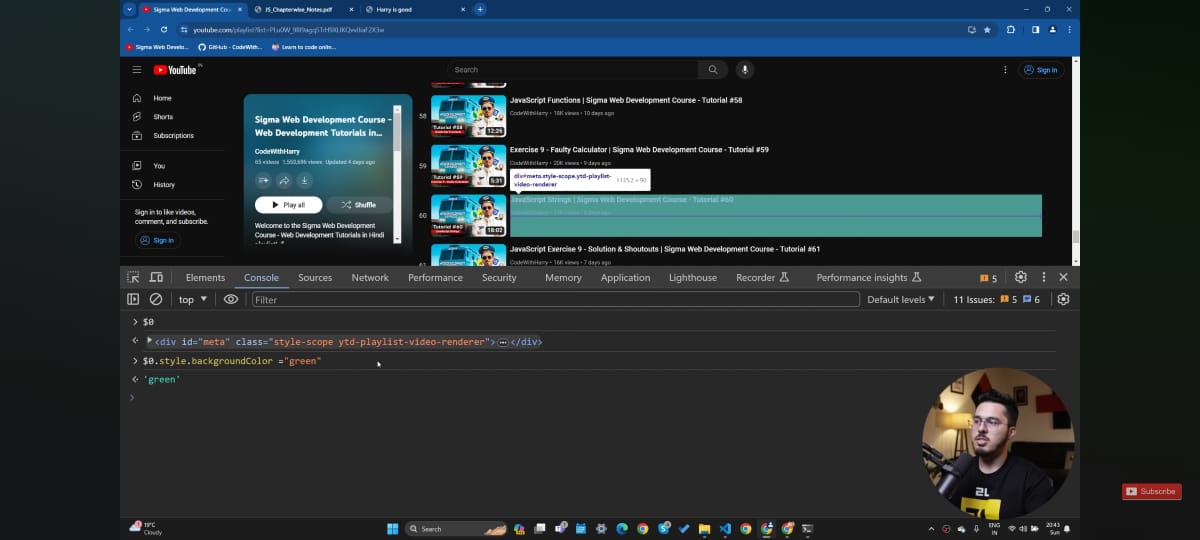 Sigma Web Development Cou
JS_Chapterwise_Notes.pdf
Harry is good
youtube.com/playlist?list=PLu0W_9lII9agq5TrH9XLIKQvv0iaF2X3w
Sigma Web Develo...
GitHub - CodeWith...
Learn to code onlin...
YouTube IN
Search
Sign in
Home
Shorts
Subscriptions
You
History
Sign in to like videos,
comment, and subscribe.
Sign in
Sigma Web Development Course -
Web Development Tutorials in...
CodeWithHarry
65 videos 1,550,696 views Updated 4 days ago
Play all
Shuffle
Welcome to the Sigma Web
Course - Web
Development Tutorials in Hindi
58
Tutorial #58
12:26
JavaScript Functions | Sigma Web Development Course - Tutorial #58
CodeWithHarry • 18K views • 10 days ago
59
Tutorial #59
5:31
Exercise 9 - Faulty Calculator | Sigma Web Development Course - Tutorial #59
CodeWithHarry • 20K views • 9 days ago
div#meta.style-scope.ytd-playlist-
video-renderer
1135.2 × 90
60
Tutorial #60
18:02
JavaScript Strings | Sigma Web Development Course - Tutorial #60
JavaScript Exercise 9 - Solution & Shoutouts | Sigma Web Development Course - Tutorial #61
CodeWithHarry • 16K views • 7 days ago
Elements
Console
Sources
Network
Performance
Security
Memory
Application
Lighthouse
Recorder
Performance insights
5
top
Filter
Default levels
11 Issues: 5 6
$0
<div id="meta" class="style-scope ytd-playlist-video-renderer">…</div>
$0.style.backgroundColor ="green"
'green'
Subscribe
19°C
Cloudy
Search
ENG
IN
20:43
Sun